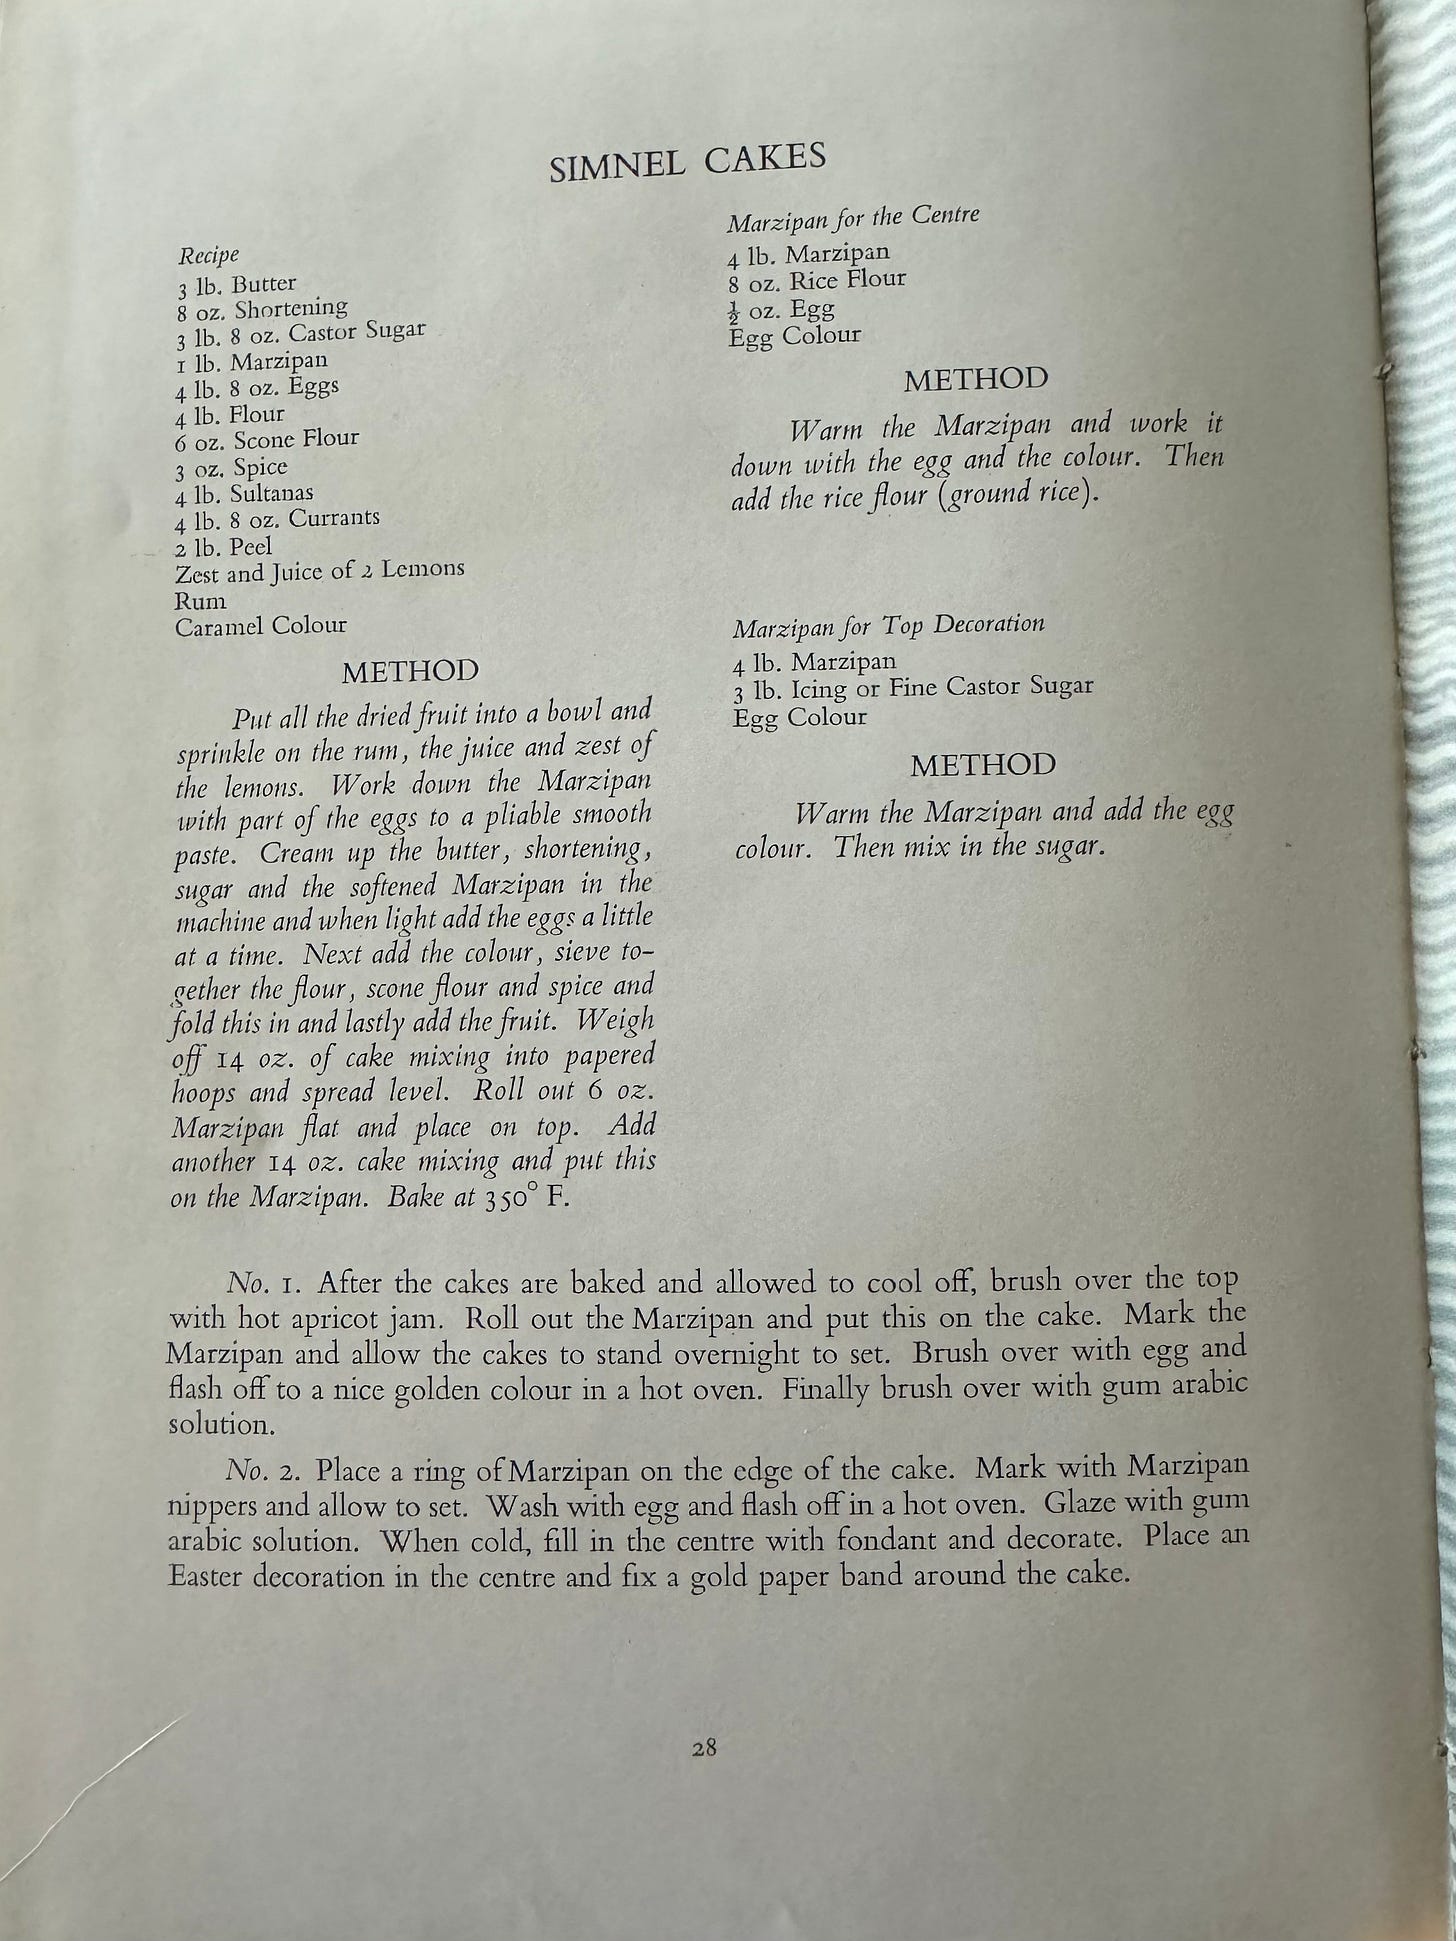 SIMNEL CAKES
Recipe
3 lb. Butter
8 oz. Shortening
3 lb. 8 oz. Castor Sugar
1 lb. Marzipan
4 lb. 8 oz. Eggs
4 lb. Flour
6 oz. Scone Flour
3 oz. Spice
4 lb. Sultanas
4 lb. 8 oz. Currants
2 lb. Peel
Zest and Juice of 2 Lemons
Rum
Caramel Colour
METHOD
Put all the dried fruit into a bowl and
sprinkle on the rum, the juice and zest of
the lemons. Work down the Marzipan
with part of the eggs to a pliable smooth
paste. Cream up the butter, shortening,
sugar and the softened Marzipan in the
machine and when light add the eggs a little
at a time. Next add the colour, sieve to-
gether the flour, scone flour and spice and
fold this in and lastly add the fruit. Weigh
off 14 oz. of cake mixing into papered
hoops and spread level. Roll out 6 oz.
Marzipan flat and place on top. Add
another 14 oz. cake mixing and put this
on the Marzipan. Bake at 350° F.
Marzipan for the Centre
4 lb. Marzipan
8 oz. Rice Flour
½ oz. Egg
Egg Colour
METHOD
Warm the Marzipan and work it
down with the egg and the colour. Then
add the rice flour (ground rice).
Marzipan for Top Decoration
4 lb. Marzipan
3 lb. Icing or Fine Castor Sugar
Egg Colour
METHOD
Warm the Marzipan and add the egg
colour. Then mix in the sugar.
No. 1. After the cakes are baked and allowed to cool off, brush over the top
with hot apricot jam. Roll out the Marzipan and put this on the cake. Mark the
Marzipan and allow the cakes to stand overnight to set. Brush over with egg and
flash off to a nice golden colour in a hot oven. Finally brush over with gum arabic
solution.
No. 2. Place a ring of Marzipan on the edge of the cake. Mark with Marzipan
nippers and allow to set. Wash with egg and flash off in a hot oven. Glaze with gum
arabic solution. When cold, fill in the centre with fondant and decorate. Place an
Easter decoration in the centre and fix a gold paper band around the cake.
28